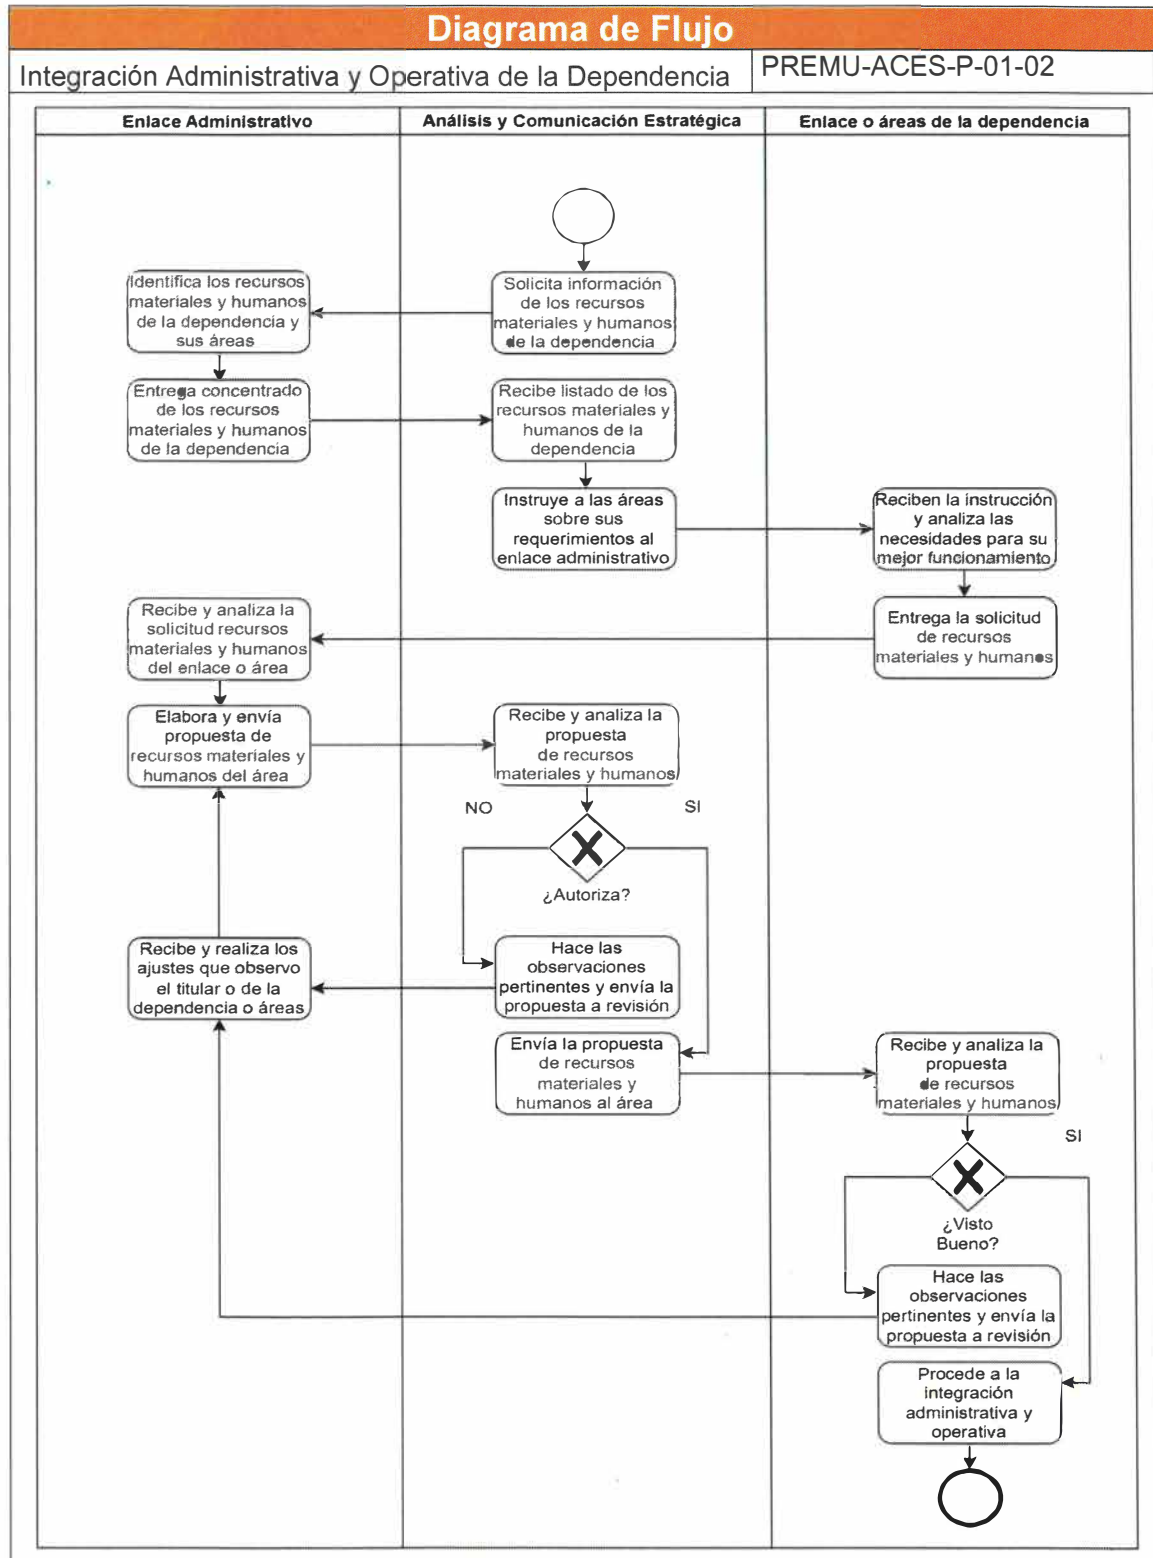 Diagrama de Flujo
Integración Administrativa y Operativa de la Dependencia
PREMU-ACES-P-01-02
Enlace Administrativo
Análisis y Comunicación Estratégica
Enlace o áreas de la dependencia
Solicita información
de los recursos
materiales y humanos
de la dependencia
Identifica los recursos
materiales y humanos
de la dependencia y
sus áreas
Entrega concentrado
de los recursos
materiales y humanos
de la dependencia
Recibe listado de los
recursos materiales y
humanos de la
dependencia
Instruye a las áreas
sobre sus
requerimientos al
enlace administrativo
Reciben la instrucción
y analiza las
necesidades para su
mejor funcionamiento
Entrega la solicitud
de recursos
materiales y humanos
Recibe y analiza la
solicitud recursos
materiales y humanos
del enlace o área
Elabora y envía
propuesta de
recursos materiales y
humanos del área
Recibe y analiza la
propuesta
de recursos
materiales y humanos
NO
SI
¿Autoriza?
Hace las
observaciones
pertinentes y envía la
propuesta a revisión
Recibe y realiza los
ajustes que observo
el titular o de la
dependencia o áreas
Envía la propuesta
de recursos
materiales y
humanos al área
Recibe y analiza la
propuesta
de recursos
materiales y humanos
SI
¿Visto
Bueno?
Hace las
observaciones
pertinentes y envía la
propuesta a revisión
Procede a la
integración
administrativa y
operativa